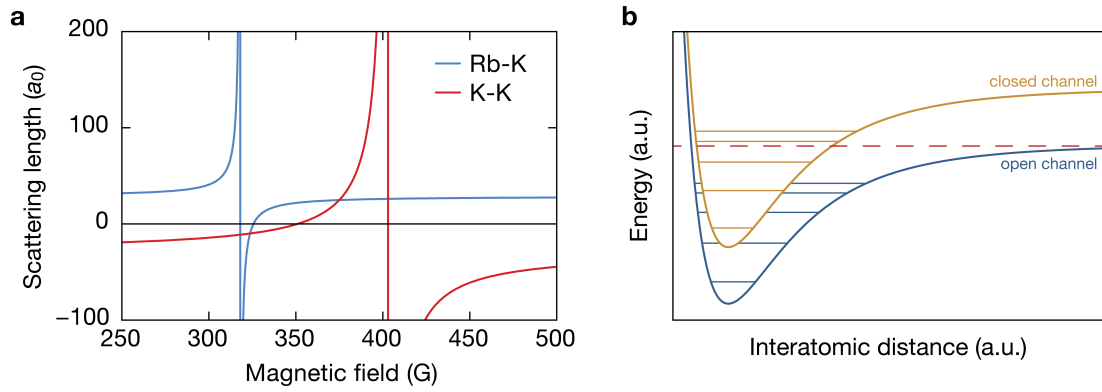 a
Scattering length (a0)
200
100
0
−100
250
300
350
400
450
500
Magnetic field (G)
Rb-K
K-K
b
Energy (a.u.)
closed channel
open channel
Interatomic distance (a.u.)